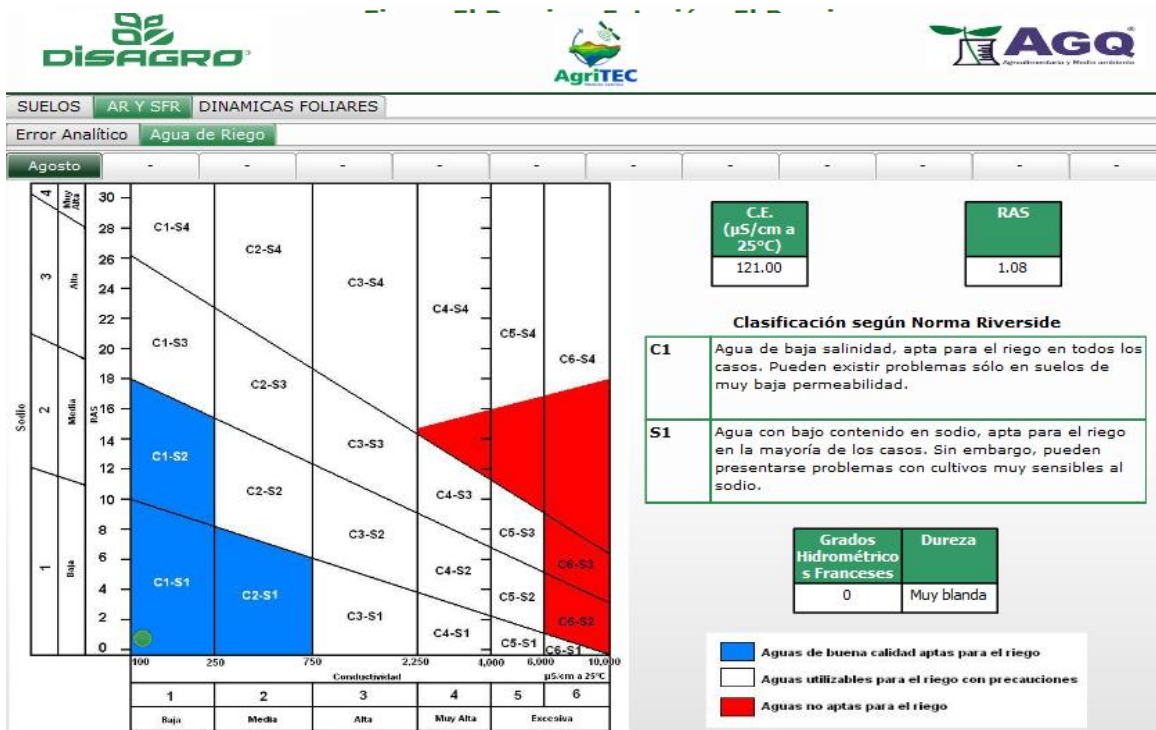 DISAGRO
AgriTEC
AGQ
Agroalimentaria y Medio ambiente
SUELOS AR Y SFR DINAMICAS FOLIARES
Error Analítico Agua de Riego
Agosto - - - - - - - - - - -
Sodio
4 Muy Alta
3 Alta
2 Media
1 Baja
RAS
30
28
26
24
22
20
18
16
14
12
10
8
6
4
2
0
C1-S4
C2-S4
C3-S4
C4-S4
C5-S4
C6-S4
C1-S3
C2-S3
C3-S3
C4-S3
C5-S3
C6-S3
C1-S2
C2-S2
C3-S2
C4-S2
C5-S2
C6-S2
C1-S1
C2-S1
C3-S1
C4-S1
C5-S1
C6-S1
100 250 750 2,250 4,000 6,000 10,000
Conductividad µS/cm a 25°C
1 2 3 4 5 6
Baja Media Alta Muy Alta Excesiva
C.E.
(µS/cm a
25°C)
121.00
RAS
1.08
Clasificación según Norma Riverside
C1
Agua de baja salinidad, apta para el riego en todos los
casos. Pueden existir problemas sólo en suelos de
muy baja permeabilidad.
S1
Agua con bajo contenido en sodio, apta para el riego
en la mayoría de los casos. Sin embargo, pueden
presentarse problemas con cultivos muy sensibles al
sodio.
Grados
Hidrométrico
s Franceses
0
Dureza
Muy blanda
Aguas de buena calidad aptas para el riego
Aguas utilizables para el riego con precauciones
Aguas no aptas para el riego